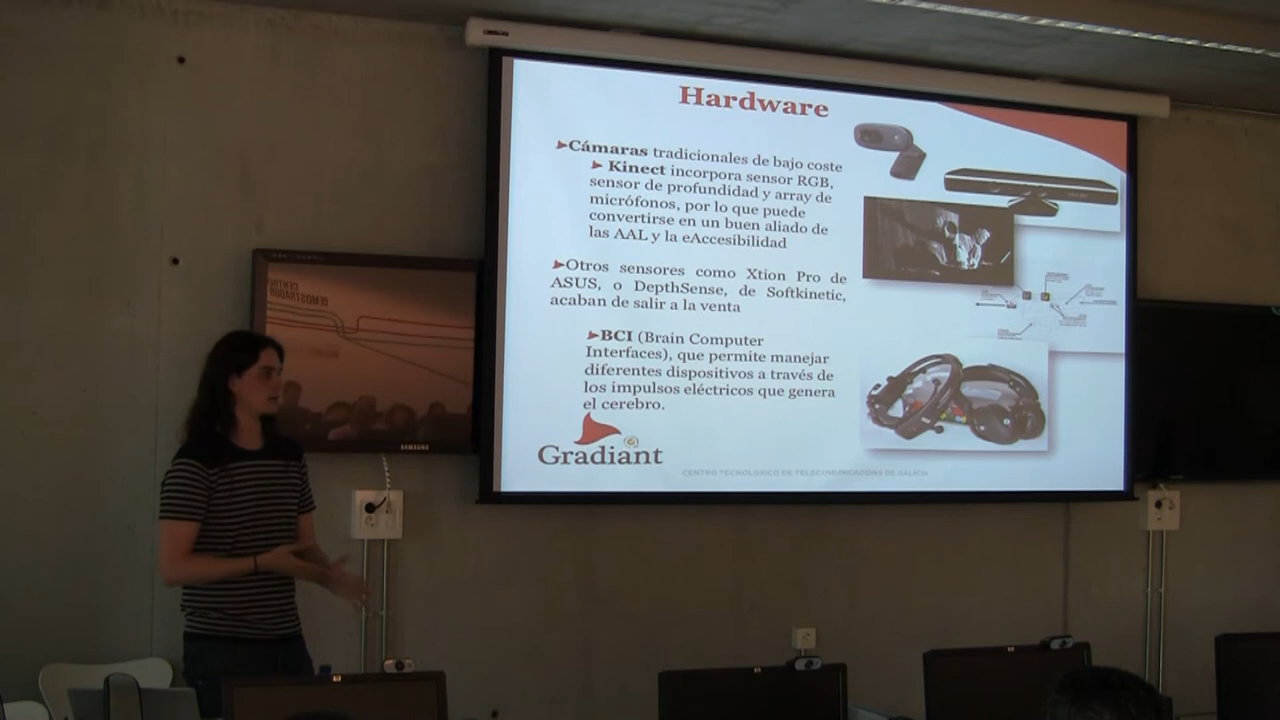 Hardware
►Cámaras tradicionales de bajo coste
► Kinect incorpora sensor RGB,
sensor de profundidad y array de
micrófonos, por lo que puede
convertirse en un buen aliado de
las AAL y la eAccesibilidad
►Otros sensores como Xtion Pro de
ASUS, o DepthSense, de Softkinetic,
acaban de salir a la venta
►BCI (Brain Computer
Interfaces), que permite manejar
diferentes dispositivos a través de
los impulsos eléctricos que genera
el cerebro.
Gradiant
CENTRO TECNOLÓXICO DE TELECOMUNICACIÓNS DE GALICIA
CENTRO
DEMOSTRADOR
SAMSUNG